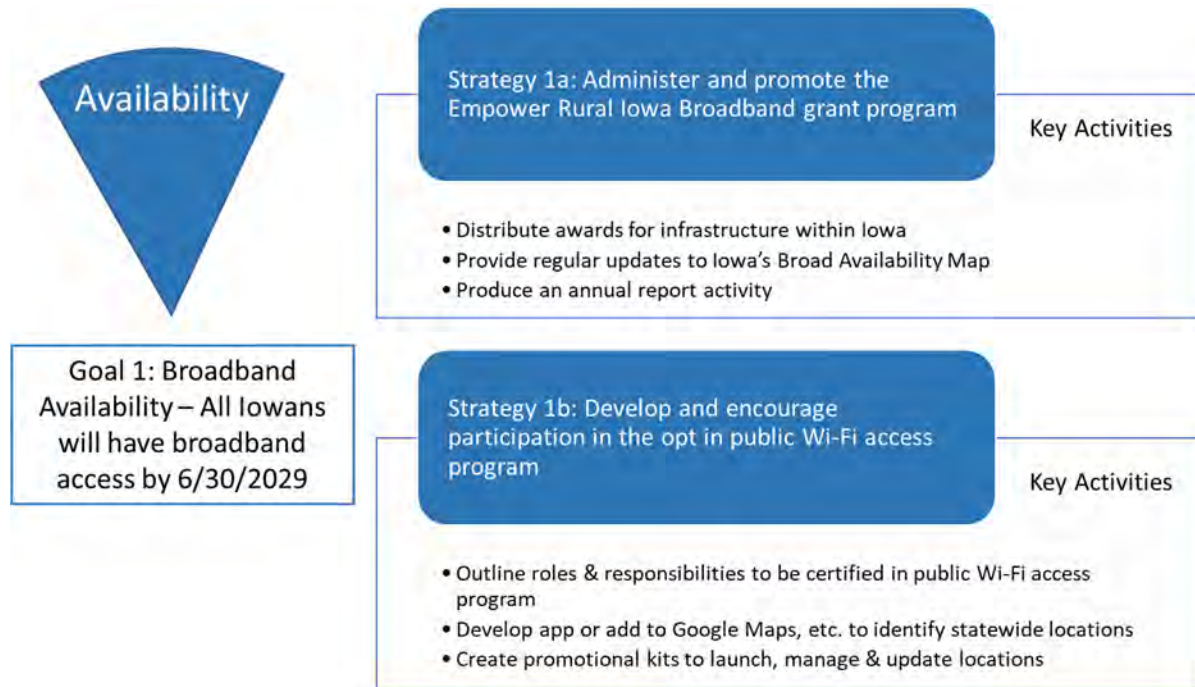 Availability
Goal 1: Broadband
Availability – All Iowans
will have broadband
access by 6/30/2029
Strategy 1a: Administer and promote the
Empower Rural Iowa Broadband grant program
Key Activities
• Distribute awards for infrastructure within Iowa
• Provide regular updates to Iowa's Broad Availability Map
• Produce an annual report activity
Strategy 1b: Develop and encourage
participation in the opt in public Wi-Fi access
program
Key Activities
• Outline roles & responsibilities to be certified in public Wi-Fi access
program
• Develop app or add to Google Maps, etc. to identify statewide locations
• Create promotional kits to launch, manage & update locations